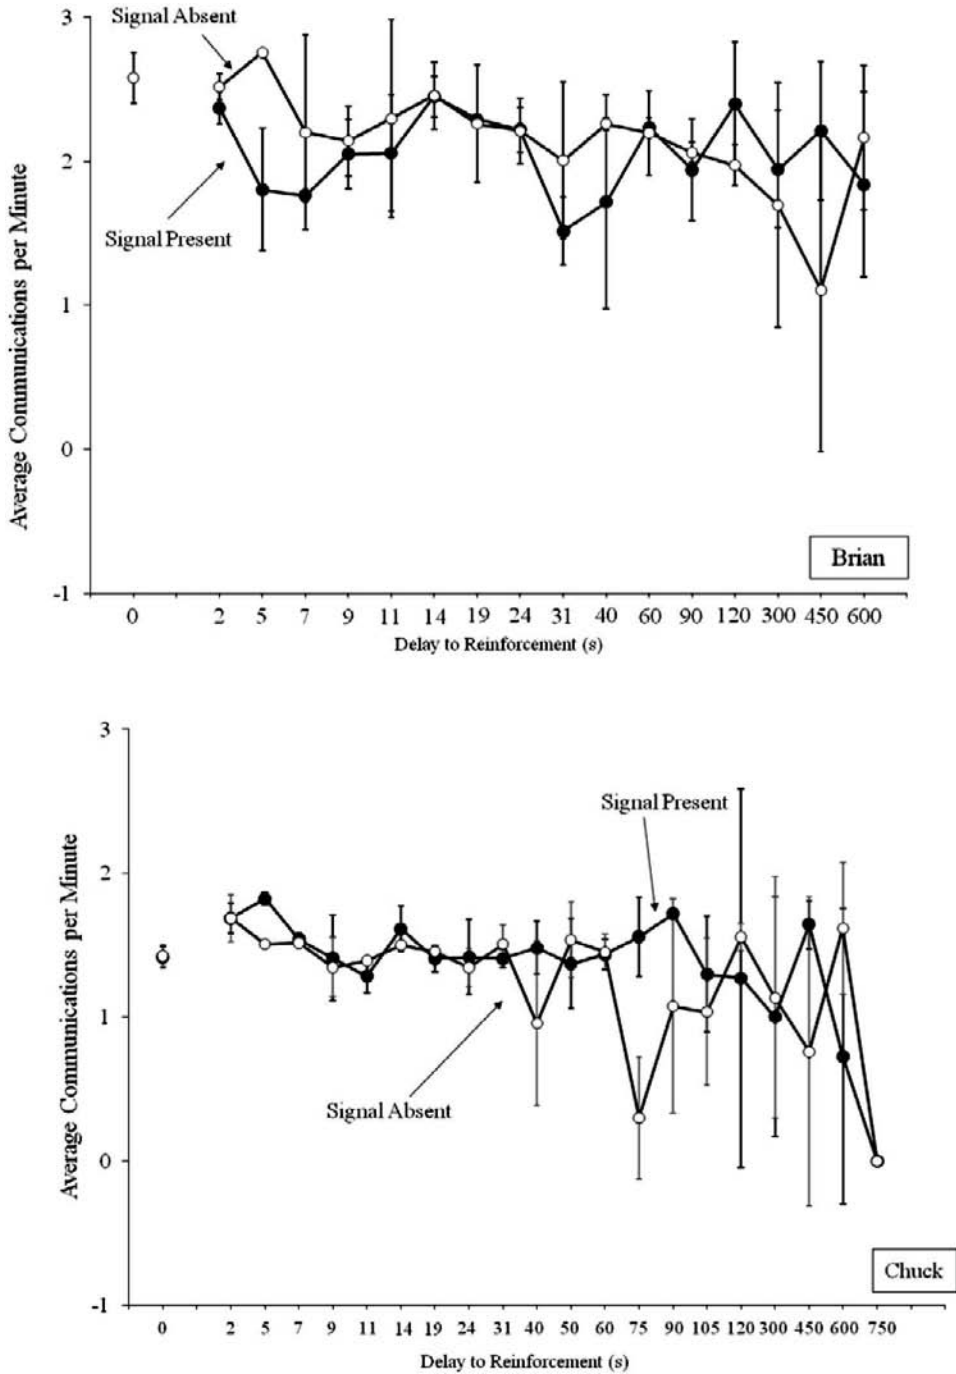 3
Signal Absent
2
Signal Present
1
0
-1
Average Communications per Minute
Brian
0 2 5 7 9 11 14 19 24 31 40 60 90 120 300 450 600
Delay to Reinforcement (s)
3
Signal Present
2
1
Signal Absent
0
-1
Average Communications per Minute
Chuck
0 2 5 7 9 11 14 19 24 31 40 50 60 75 90 105 120 300 450 600 750
Delay to Reinforcement (s)